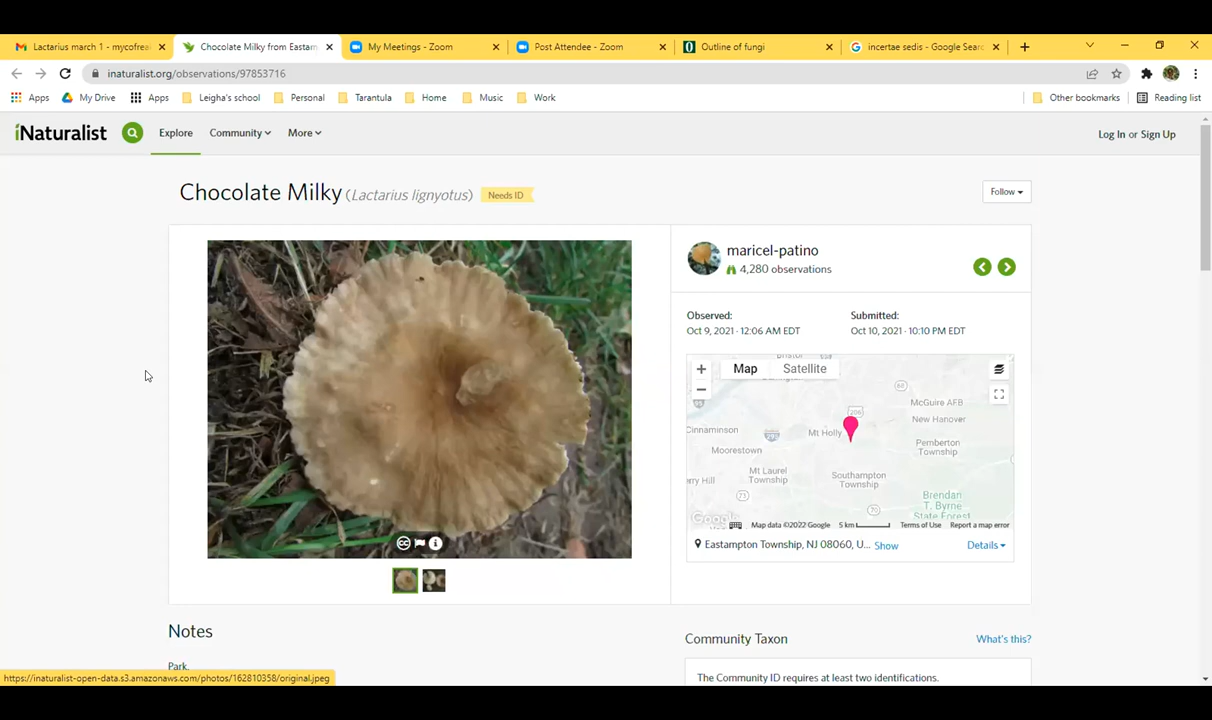 Lactarius march 1 - mycofrea
Chocolate Milky from Eastam
My Meetings - Zoom
Post Attendee - Zoom
Outline of fungi
incertae sedis - Google Searc
inaturalist.org/observations/97853716
Apps
My Drive
Apps
Leigha's school
Personal
Tarantula
Home
Music
Work
Other bookmarks
Reading list
iNaturalist
Explore
Community
More
Log In or Sign Up
Chocolate Milky (Lactarius lignyotus)
Needs ID
Follow
maricel-patino
4,280 observations
Observed:
Submitted:
Oct 9, 2021 · 12:06 AM EDT
Oct 10, 2021 · 10:10 PM EDT
Map
Satellite
68
McGuire AFB
206
New Hanover
Cinnaminson
Mt Holly
Pemberton
Township
Moorestown
Mt Laurel
Township
Southampton
Township
rry Hill
73
70
Brendan
T. Byrne
State Forest
Google
Map data ©2022 Google
5 km
Terms of Use
Report a map error
Eastampton Township, NJ 08060, U...
Show
Details
Notes
Park.
Community Taxon
What's this?
The Community ID requires at least two identifications.
https://inaturalist-open-data.s3.amazonaws.com/photos/162810358/original.jpeg